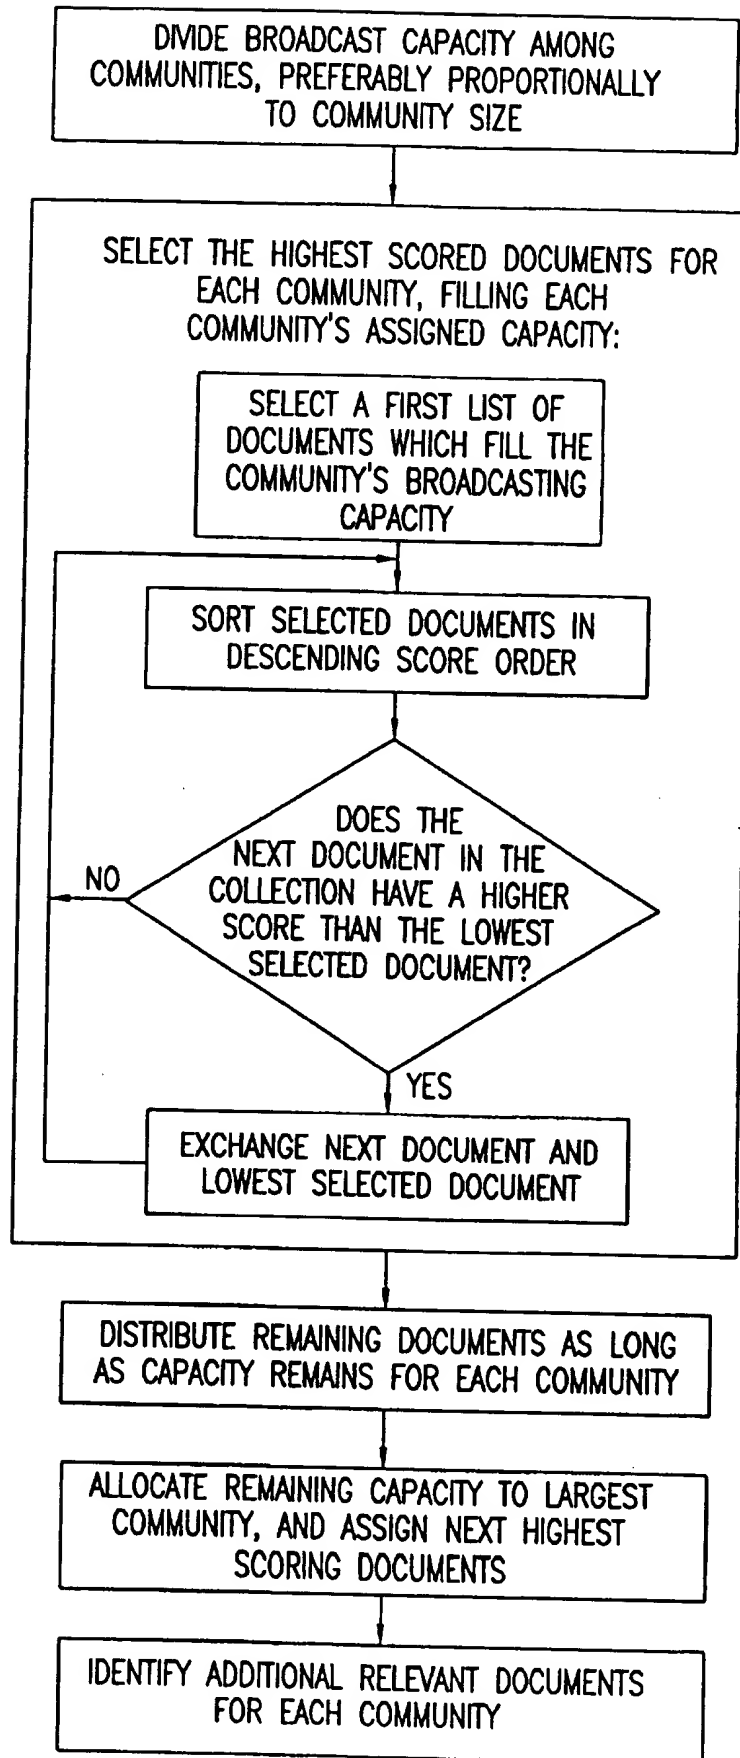 DIVIDE BROADCAST CAPACITY AMONG
COMMUNITIES, PREFERABLY PROPORTIONALLY
TO COMMUNITY SIZE
SELECT THE HIGHEST SCORED DOCUMENTS FOR
EACH COMMUNITY, FILLING EACH
COMMUNITY'S ASSIGNED CAPACITY:
SELECT A FIRST LIST OF
DOCUMENTS WHICH FILL THE
COMMUNITY'S BROADCASTING
CAPACITY
SORT SELECTED DOCUMENTS IN
DESCENDING SCORE ORDER
DOES THE
NEXT DOCUMENT IN THE
COLLECTION HAVE A HIGHER
SCORE THAN THE LOWEST
SELECTED DOCUMENT?
NO
YES
EXCHANGE NEXT DOCUMENT AND
LOWEST SELECTED DOCUMENT
DISTRIBUTE REMAINING DOCUMENTS AS LONG
AS CAPACITY REMAINS FOR EACH COMMUNITY
ALLOCATE REMAINING CAPACITY TO LARGEST
COMMUNITY, AND ASSIGN NEXT HIGHEST
SCORING DOCUMENTS
IDENTIFY ADDITIONAL RELEVANT DOCUMENTS
FOR EACH COMMUNITY